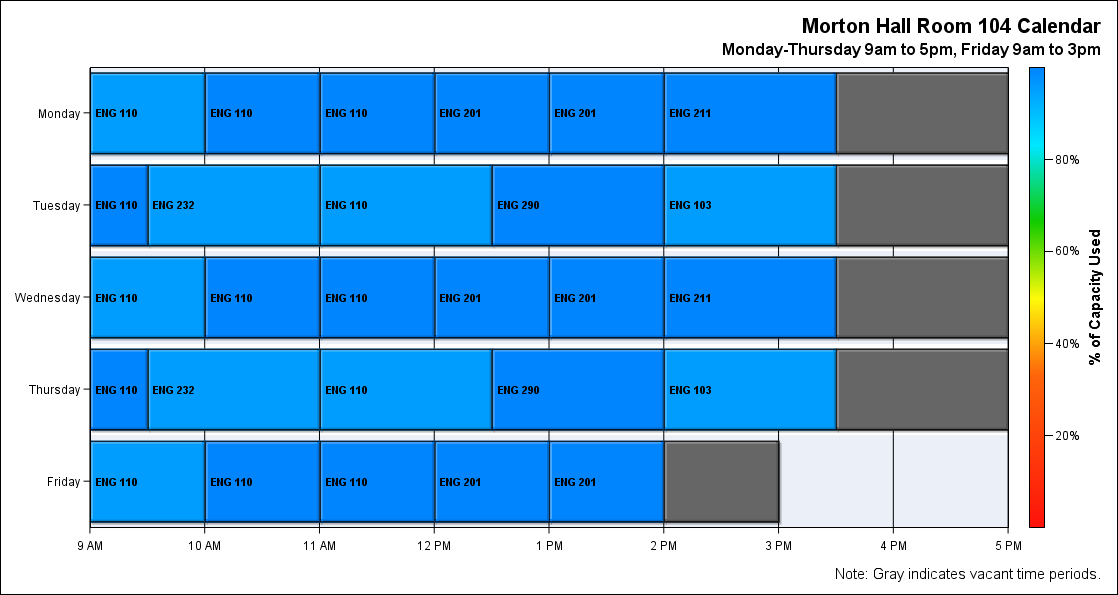 Morton Hall Room 104 Calendar
Monday-Thursday 9am to 5pm, Friday 9am to 3pm
Monday ENG 110 ENG 110 ENG 110 ENG 201 ENG 201 ENG 211
Tuesday ENG 110 ENG 232 ENG 110 ENG 290 ENG 103
Wednesday ENG 110 ENG 110 ENG 110 ENG 201 ENG 201 ENG 211
Thursday ENG 110 ENG 232 ENG 110 ENG 290 ENG 103
Friday ENG 110 ENG 110 ENG 110 ENG 201 ENG 201
9 AM 10 AM 11 AM 12 PM 1 PM 2 PM 3 PM 4 PM 5 PM
80%
60%
40%
20%
% of Capacity Used
Note: Gray indicates vacant time periods.